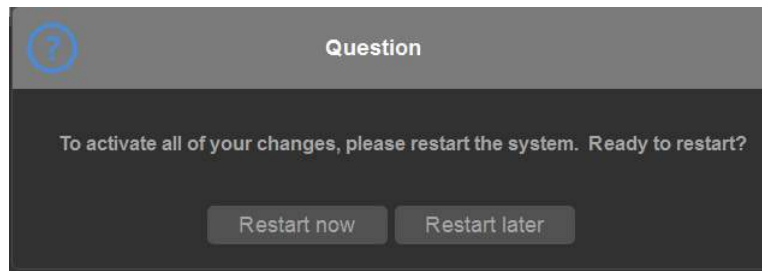 Question
To activate all of your changes, please restart the system.  Ready to restart?
Restart now
Restart later